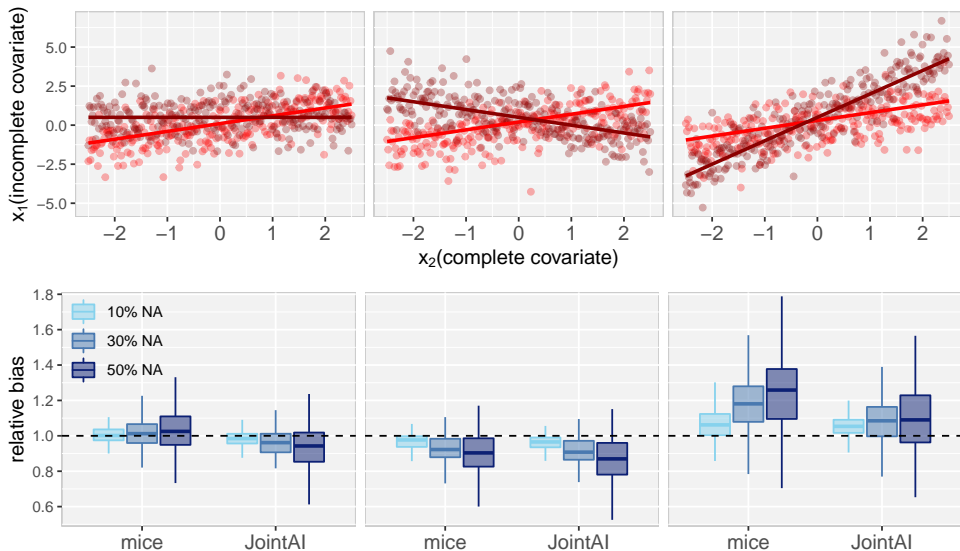 x1(incomplete covariate)
5.0
2.5
0.0
−2.5
−5.0
−2 −1 0 1 2
−2 −1 0 1 2
−2 −1 0 1 2
x2(complete covariate)
relative bias
1.8
1.6
1.4
1.2
1.0
0.8
0.6
10% NA
30% NA
50% NA
mice JointAI
mice JointAI
mice JointAI